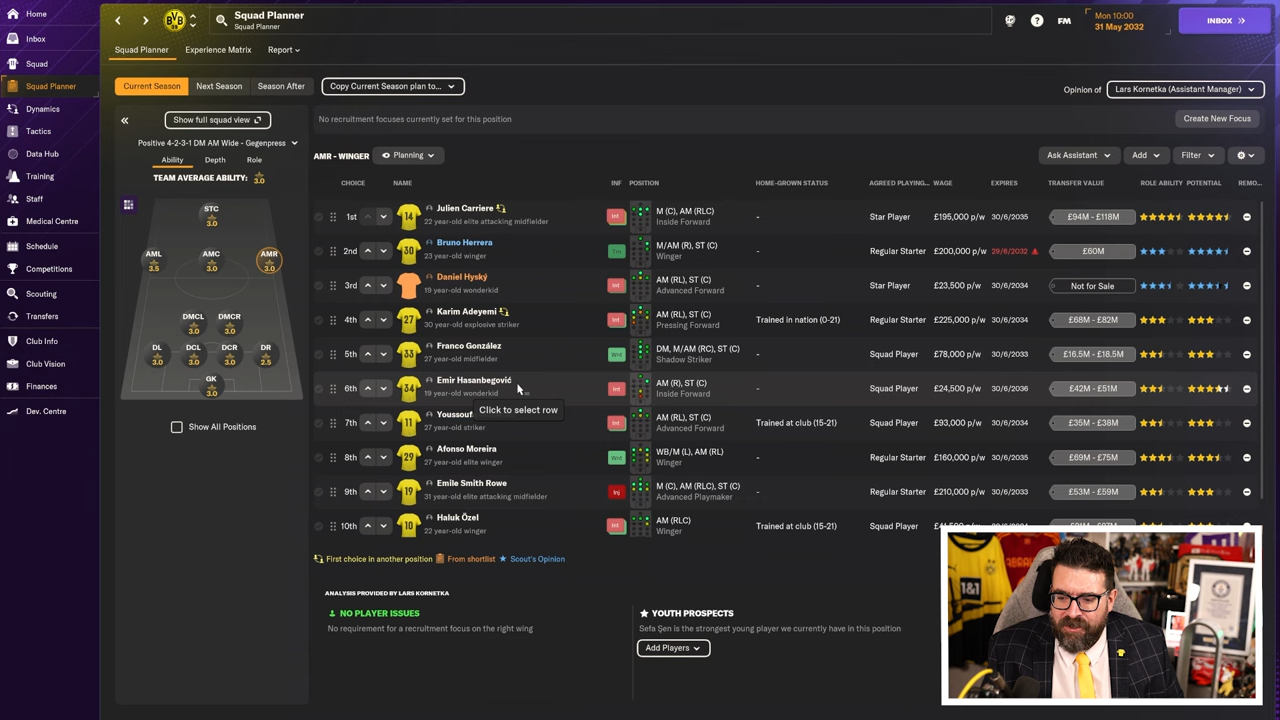 Home
Inbox
Squad
Squad Planner
Dynamics
Tactics
Data Hub
Training
Staff
Medical Centre
Schedule
Competitions
Scouting
Transfers
Club Info
Club Vision
Finances
Dev. Centre
BVB
09
Squad Planner
Squad Planner
FM
Mon 10:00
31 May 2032
INBOX
Squad Planner Experience Matrix Report
Current Season Next Season Season After Copy Current Season plan to...
Opinion of Lars Kornetka (Assistant Manager)
Show full squad view
Positive 4-2-3-1 DM AM Wide - Gegenpress
Ability Depth Role
TEAM AVERAGE ABILITY: 3.0
STC
3.0
AML AMC AMR
3.5 3.0 3.0
DMCL DMCR
3.0 3.0
DL DCL DCR DR
3.0 3.0 3.0 2.5
GK
3.0
Show All Positions
No recruitment focuses currently set for this position
Create New Focus
AMR - WINGER Planning Ask Assistant Add Filter
CHOICE NAME INF POSITION HOME-GROWN STATUS AGREED PLAYING... WAGE EXPIRES TRANSFER VALUE ROLE ABILITY POTENTIAL REMO...
1st 14 Julien Carriere Int M (C), AM (RLC) - Star Player £195,000 p/w 30/6/2035 £94M - £118M
22 year-old elite attacking midfielder Inside Forward
2nd 30 Bruno Herrera Trn M/AM (R), ST (C) - Regular Starter £200,000 p/w 29/6/2032 £60M
23 year-old winger Winger
3rd Daniel Hyský Int AM (RL), ST (C) - Star Player £23,500 p/w 30/6/2034 Not for Sale
19 year-old wonderkid Advanced Forward
4th 27 Karim Adeyemi Int AM (RL), ST (C) Trained in nation (0-21) Regular Starter £225,000 p/w 30/6/2034 £68M - £82M
30 year-old explosive striker Pressing Forward
5th 33 Franco González Wnt DM, M/AM (RC), ST (C) - Squad Player £78,000 p/w 30/6/2033 £16.5M - £18.5M
27 year-old midfielder Shadow Striker
6th 34 Emir Hasanbegović Int AM (R), ST (C) - Squad Player £24,500 p/w 30/6/2036 £42M - £51M
19 year-old wonderkid Inside Forward
Click to select row
7th 11 Youssouf Int AM (RL), ST (C) Trained at club (15-21) Squad Player £93,000 p/w 30/6/2034 £35M - £38M
27 year-old striker Advanced Forward
8th 29 Afonso Moreira Wnt WB/M (L), AM (RL) - Regular Starter £160,000 p/w 30/6/2035 £69M - £75M
27 year-old elite winger Winger
9th 19 Emile Smith Rowe Inj M (C), AM (RLC), ST (C) - Regular Starter £210,000 p/w 30/6/2033 £53M - £59M
31 year-old elite attacking midfielder Advanced Playmaker
10th 10 Haluk Özel Int AM (RLC) Trained at club (15-21) Squad Player
22 year-old winger Winger
First choice in another position From shortlist Scout's Opinion
ANALYSIS PROVIDED BY LARS KORNETKA
NO PLAYER ISSUES
No requirement for a recruitment focus on the right wing
YOUTH PROSPECTS
Sefa Şen is the strongest young player we currently have in this position
Add Players
1&1